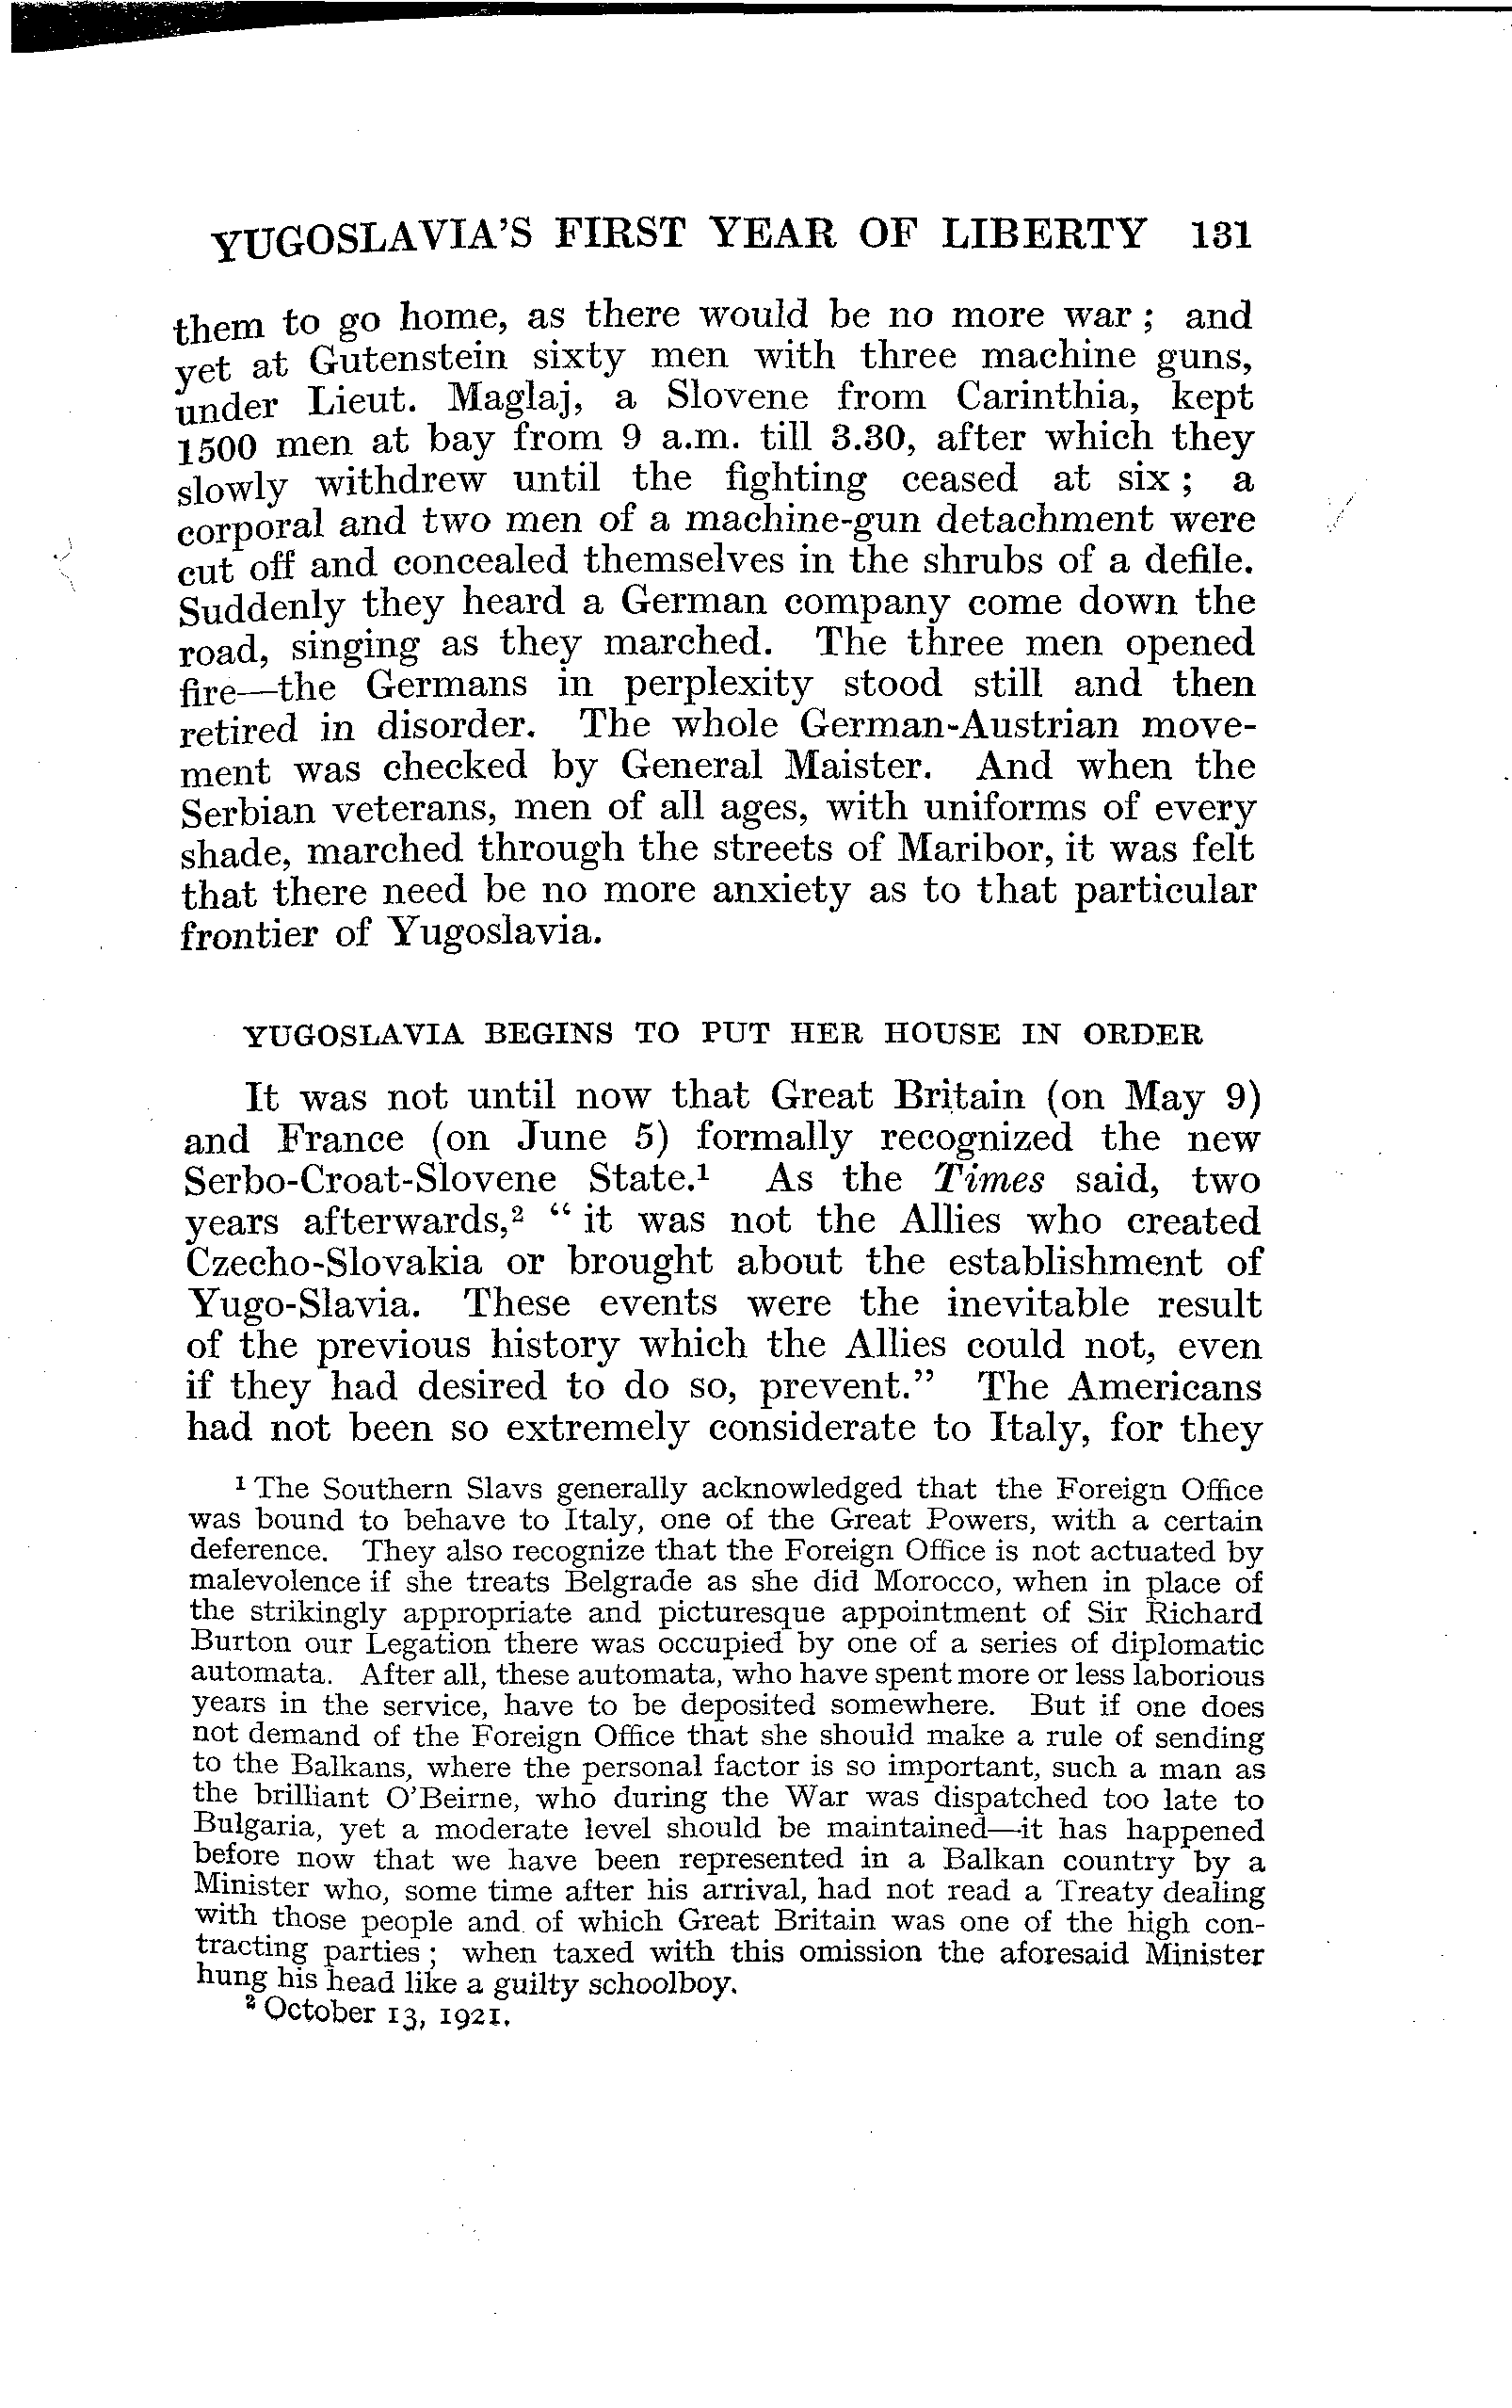 YUGOSLAVIA'S FIRST YEAR OF LIBERTY 131
them to go home, as there would be no more war ; and
yet at Gutenstein sixty men with three machine guns,
under Lieut. Maglaj, a Slovene from Carinthia, kept
1500 men at bay from 9 a.m. till 3.30, after which they
slowly withdrew until the fighting ceased at six ; a
corporal and two men of a machine-gun detachment were
cut off and concealed themselves in the shrubs of a defile.
Suddenly they heard a German company come down the
road, singing as they marched. The three men opened
fire—the Germans in perplexity stood still and then
retired in disorder. The whole German-Austrian move-
ment was checked by General Maister. And when the
Serbian veterans, men of all ages, with uniforms of every
shade, marched through the streets of Maribor, it was felt
that there need be no more anxiety as to that particular
frontier of Yugoslavia.
YUGOSLAVIA BEGINS TO PUT HER HOUSE IN ORDER
It was not until now that Great Britain (on May 9)
and France (on June 5) formally recognized the new
Serbo-Croat-Slovene State.¹ As the Times said, two
years afterwards,² “ it was not the Allies who created
Czecho-Slovakia or brought about the establishment of
Yugo-Slavia. These events were the inevitable result
of the previous history which the Allies could not, even
if they had desired to do so, prevent.” The Americans
had not been so extremely considerate to Italy, for they
¹ The Southern Slavs generally acknowledged that the Foreign Office
was bound to behave to Italy, one of the Great Powers, with a certain
deference. They also recognize that the Foreign Office is not actuated by
malevolence if she treats Belgrade as she did Morocco, when in place of
the strikingly appropriate and picturesque appointment of Sir Richard
Burton our Legation there was occupied by one of a series of diplomatic
automata. After all, these automata, who have spent more or less laborious
years in the service, have to be deposited somewhere. But if one does
not demand of the Foreign Office that she should make a rule of sending
to the Balkans, where the personal factor is so important, such a man as
the brilliant O'Beirne, who during the War was dispatched too late to
Bulgaria, yet a moderate level should be maintained—it has happened
before now that we have been represented in a Balkan country by a
Minister who, some time after his arrival, had not read a Treaty dealing
with those people and of which Great Britain was one of the high con-
tracting parties ; when taxed with this omission the aforesaid Minister
hung his head like a guilty schoolboy.
² October 13, 1921.